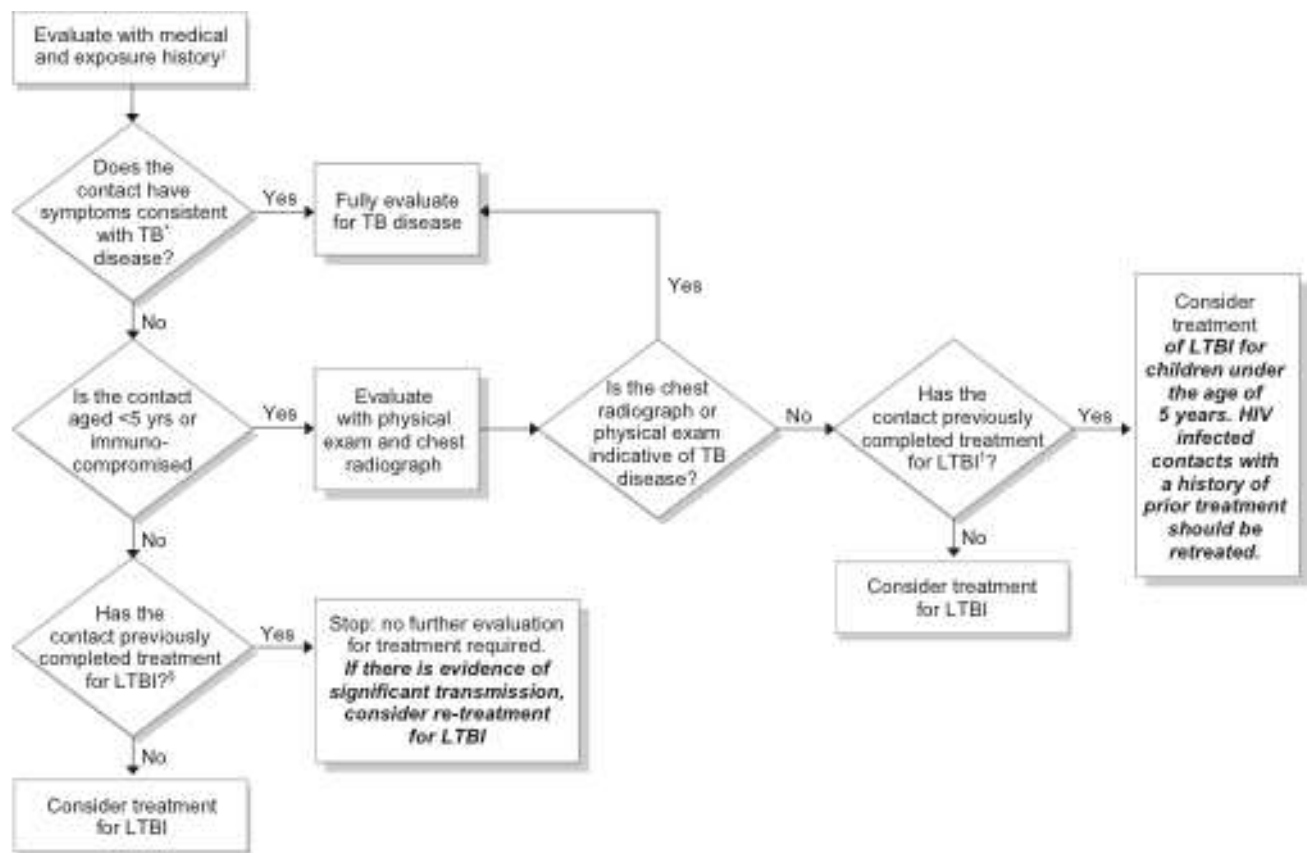 Evaluate with medical
and exposure history
Does the
contact have
symptoms consistent
with TB*
disease?
Yes
Fully evaluate
for TB disease
No
Is the contact
aged <5 yrs or
immuno-
compromised
Yes
Evaluate
with physical
exam and chest
radiograph
Is the chest
radiograph or
physical exam
indicative of TB
disease?
Yes
No
Has the
contact previously
completed treatment
for LTBI†?
Yes
Consider
treatment
of LTBI for
children under
the age of
5 years. HIV
infected
contacts with
a history of
prior treatment
should be
retreated.
No
Consider treatment
for LTBI
No
Has the
contact previously
completed treatment
for LTBI?§
Yes
Stop: no further evaluation
for treatment required.
If there is evidence of
significant transmission,
consider re-treatment
for LTBI
No
Consider treatment
for LTBI